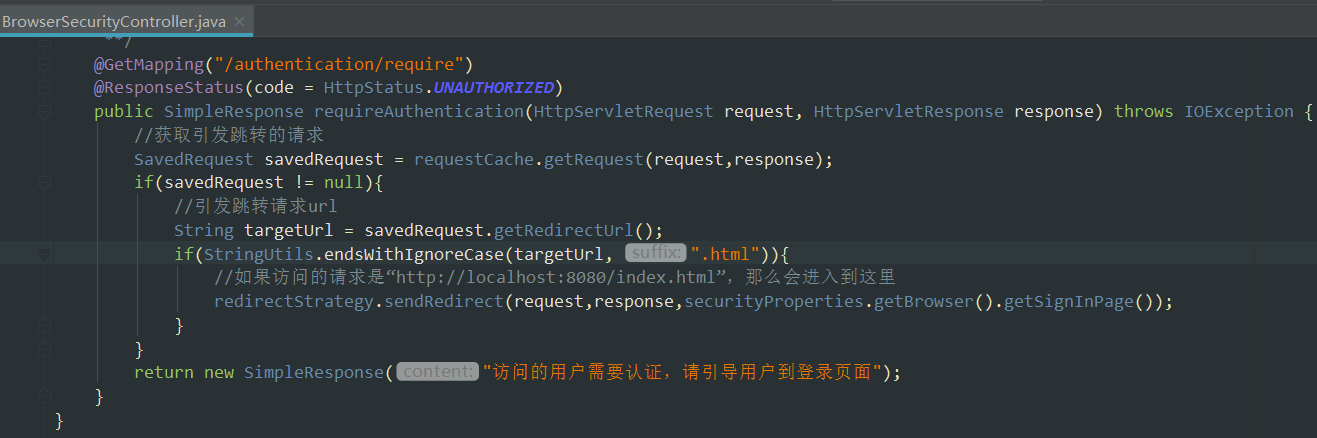 BrowserSecurityController.java ×
**/
@GetMapping("/authentication/require")
@ResponseStatus(code = HttpStatus.UNAUTHORIZED)
public SimpleResponse requireAuthentication(HttpServletRequest request, HttpServletResponse response) throws IOException {
//获取引发跳转的请求
SavedRequest savedRequest = requestCache.getRequest(request,response);
if(savedRequest != null){
//引发跳转请求url
String targetUrl = savedRequest.getRedirectUrl();
if(StringUtils.endsWithIgnoreCase(targetUrl, suffix: ".html")){
//如果访问的请求是“http://localhost:8080/index.html”，那么会进入到这里
redirectStrategy.sendRedirect(request,response,securityProperties.getBrowser().getSignInPage());
}
}
return new SimpleResponse( content: "访问的用户需要认证，请引导用户到登录页面");
}
}